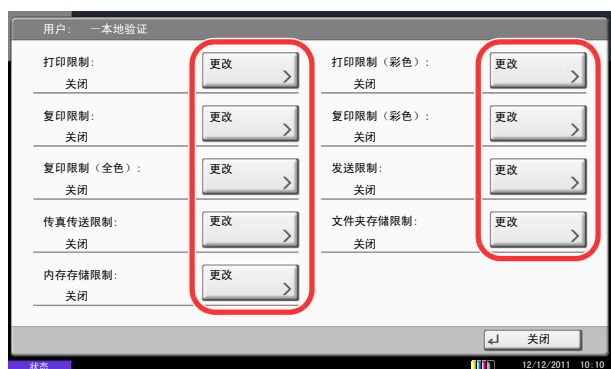 用户: 一本地验证
打印限制: 更改 打印限制（彩色）: 更改
关闭 关闭
复印限制: 更改 复印限制（彩色）: 更改
关闭 关闭
复印限制（全色）: 更改 发送限制: 更改
关闭 关闭
传真传送限制: 更改 文件夹存储限制: 更改
关闭 关闭
内存存储限制: 更改
关闭
关闭
状态 12/12/2011 10:10